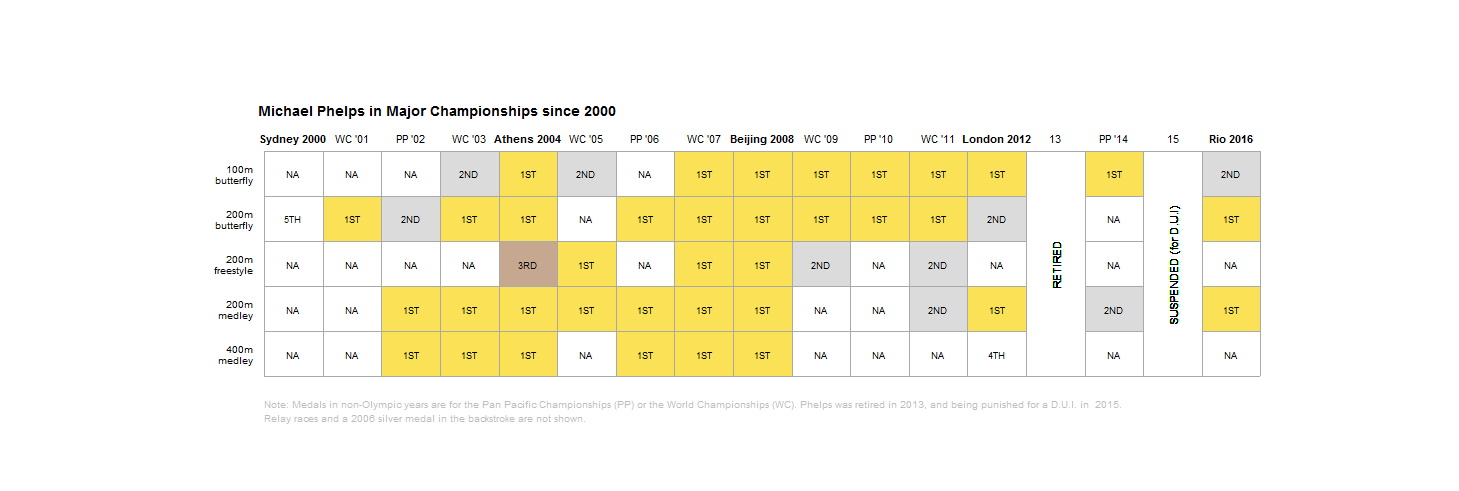 Michael Phelps in Major Championships since 2000
Sydney 2000 WC '01 PP '02 WC '03 Athens 2004 WC '05 PP '06 WC '07 Beijing 2008 WC '09 PP '10 WC '11 London 2012 13 PP '14 15 Rio 2016
100m
butterfly
NA NA NA 2ND 1ST 2ND NA 1ST 1ST 1ST 1ST 1ST 1ST 1ST 2ND
200m
butterfly
5TH 1ST 2ND 1ST 1ST NA 1ST 1ST 1ST 1ST 1ST 1ST 2ND NA 1ST
200m
freestyle
NA NA NA NA 3RD 1ST NA 1ST 1ST 2ND NA 2ND NA NA NA
200m
medley
NA NA 1ST 1ST 1ST 1ST 1ST 1ST 1ST NA NA 2ND 1ST 2ND 1ST
400m
medley
NA NA 1ST 1ST 1ST NA 1ST 1ST 1ST NA NA NA 4TH NA NA
RETIRED
SUSPENDED (for D.U.I)
Note: Medals in non-Olympic years are for the Pan Pacific Championships (PP) or the World Championships (WC). Phelps was retired in 2013, and being punished for a D.U.I. in 2015.
Relay races and a 2006 silver medal in the backstroke are not shown.